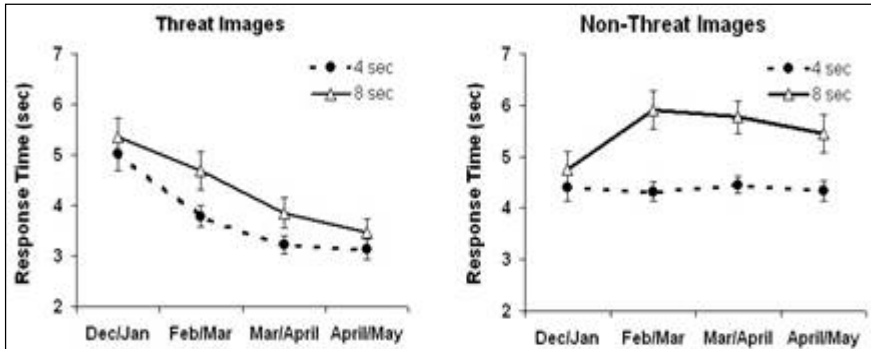 Threat Images
Response Time (sec)
7
6
5
4
3
2
4 sec
8 sec
Dec/Jan Feb/Mar Mar/April April/May
Non-Threat Images
Response Time (sec)
7
6
5
4
3
2
4 sec
8 sec
Dec/Jan Feb/Mar Mar/April April/May